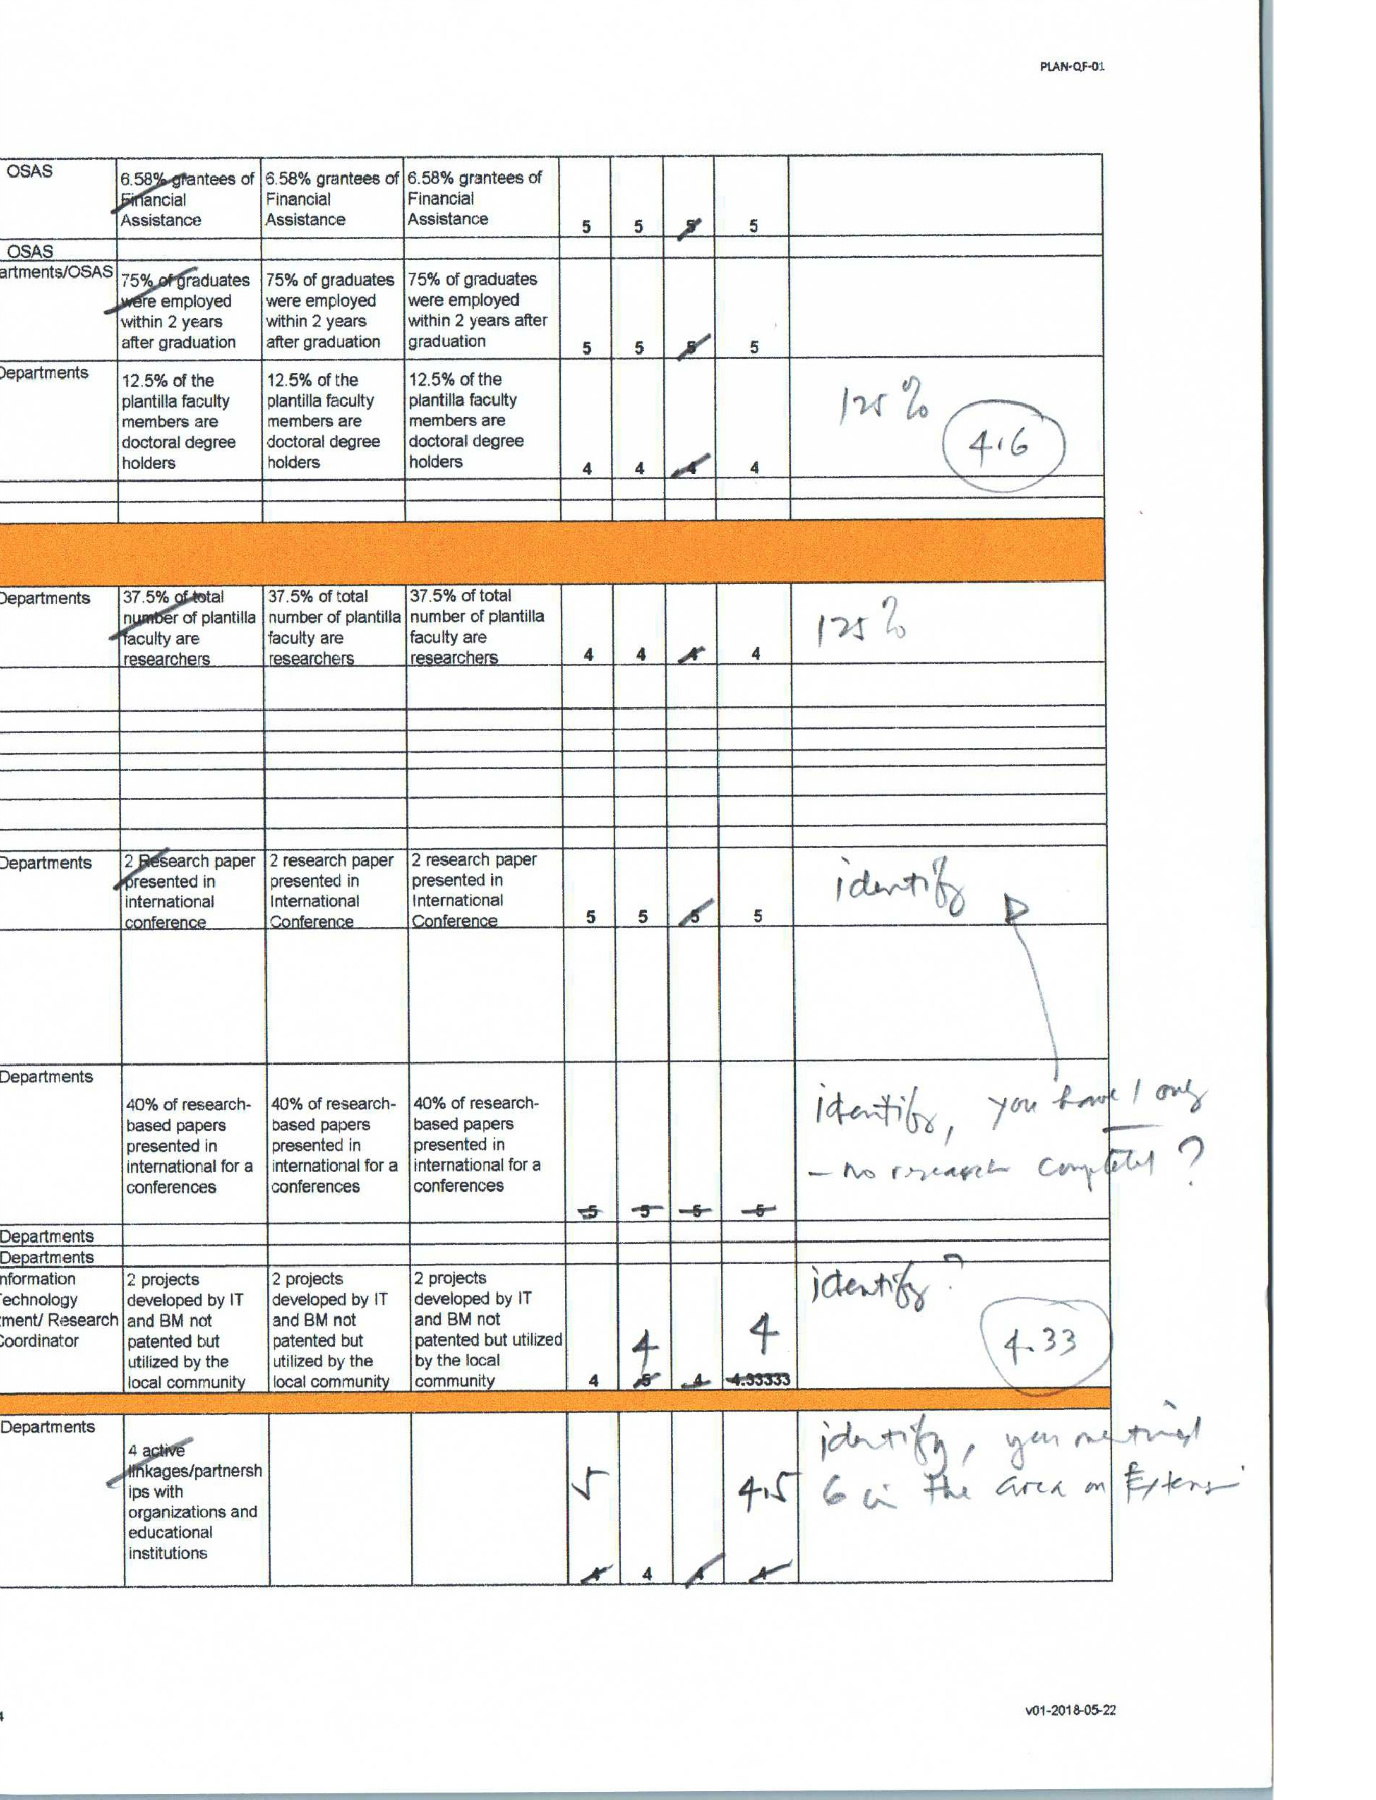 PLAN-QF-01
OSAS
6.58% grantees of
Financial
Assistance
6.58% grantees of
Financial
Assistance
6.58% grantees of
Financial
Assistance
5 5 5 5
OSAS
artments/OSAS
75% of graduates
were employed
within 2 years
after graduation
75% of graduates
were employed
within 2 years
after graduation
75% of graduates
were employed
within 2 years after
graduation
5 5 5 5
Departments
12.5% of the
plantilla faculty
members are
doctoral degree
holders
12.5% of the
plantilla faculty
members are
doctoral degree
holders
12.5% of the
plantilla faculty
members are
doctoral degree
holders
4 4 4 4
125%
4.6
Departments
37.5% of total
number of plantilla
faculty are
researchers
37.5% of total
number of plantilla
faculty are
researchers
37.5% of total
number of plantilla
faculty are
researchers
4 4 4 4
125%
Departments
2 Research paper
presented in
international
conference
2 research paper
presented in
International
Conference
2 research paper
presented in
International
Conference
5 5 5 5
identify
Departments
40% of research-
based papers
presented in
international for a
conferences
40% of research-
based papers
presented in
international for a
conferences
40% of research-
based papers
presented in
international for a
conferences
5 5 5 5
identify, you have 1 only
- no research completed?
Departments
Departments
nformation
echnology
ment/ Research
Coordinator
2 projects
developed by IT
and BM not
patented but
utilized by the
local community
2 projects
developed by IT
and BM not
patented but
utilized by the
local community
2 projects
developed by IT
and BM not
patented but utilized
by the local
community
4 4
4 5 4 4.33333
identify?
4.33
Departments
4 active
linkages/partnersh
ips with
organizations and
educational
institutions
5 4.5
4 4 4 4
identify, you mentioned
6 in the area on Extension
4
v01-2018-05-22